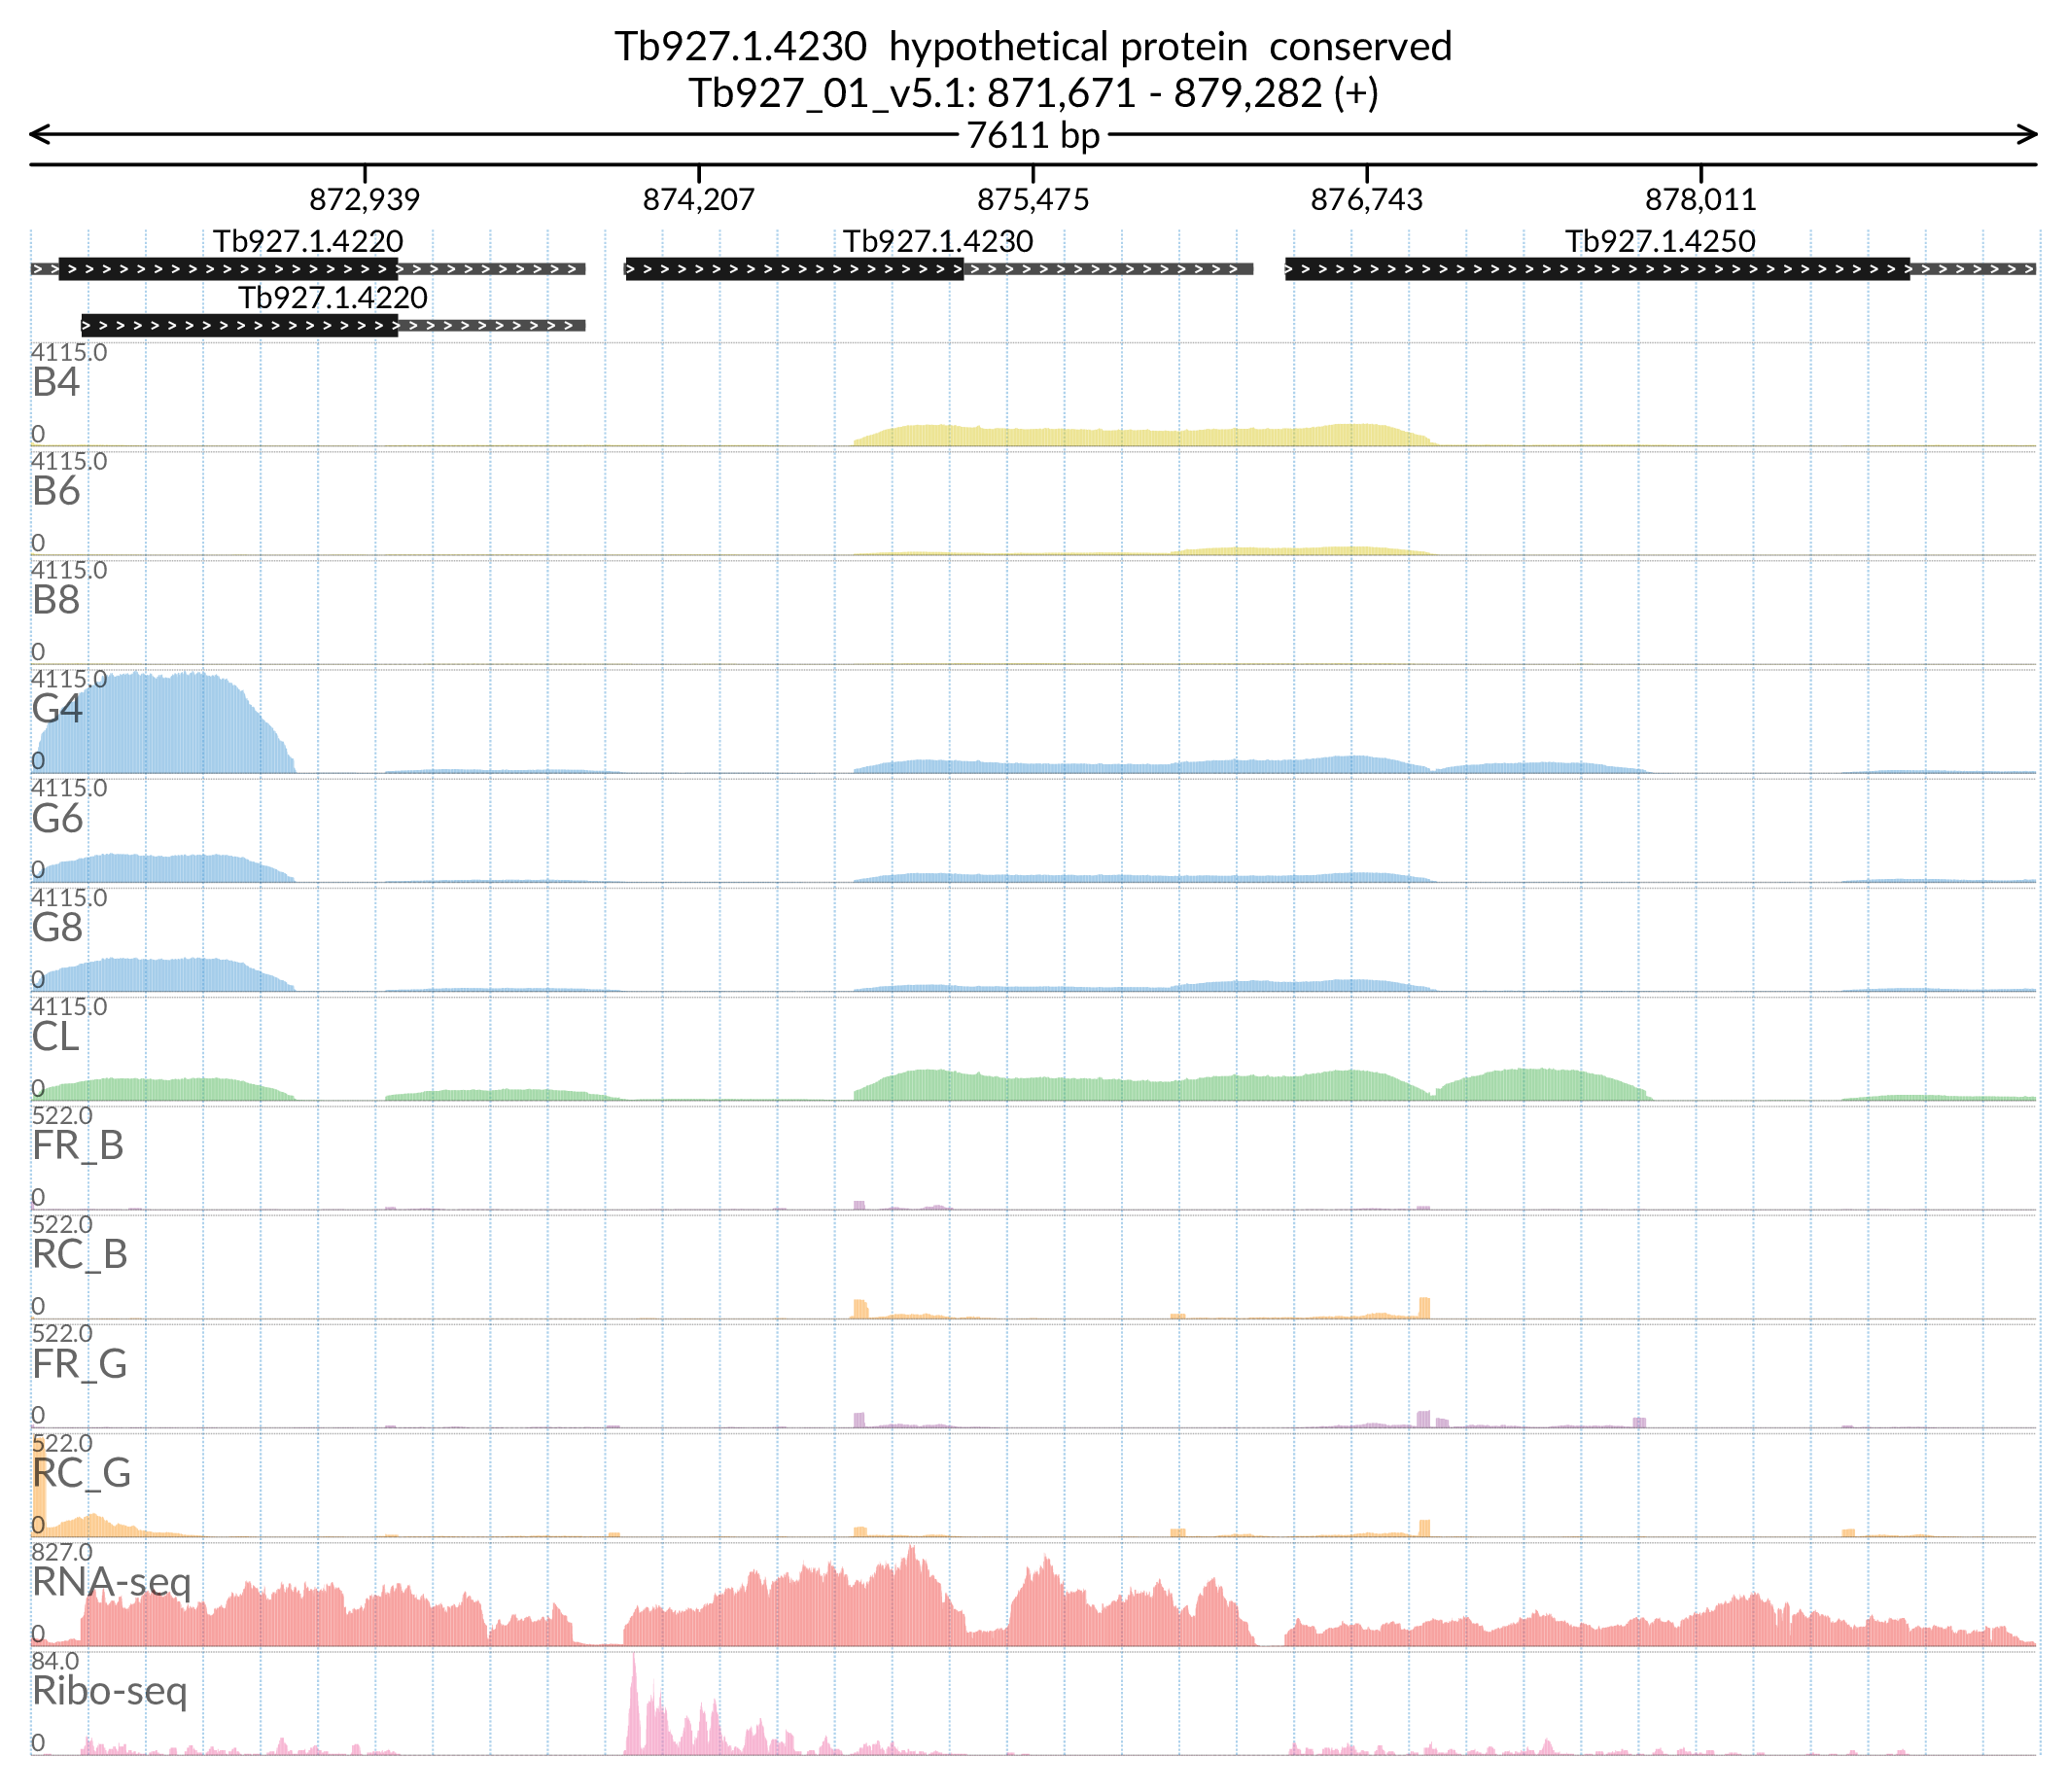 Tb927.1.4230  hypothetical protein  conserved
Tb927_01_v5.1: 871,671 - 879,282 (+)
7611 bp
872,939 874,207 875,475 876,743 878,011
Tb927.1.4220 Tb927.1.4230 Tb927.1.4250
Tb927.1.4220
4115.0
B4
0
4115.0
B6
0
4115.0
B8
0
4115.0
G4
0
4115.0
G6
0
4115.0
G8
0
4115.0
CL
0
522.0
FR_B
0
522.0
RC_B
0
522.0
FR_G
0
522.0
RC_G
0
827.0
RNA-seq
0
84.0
Ribo-seq
0